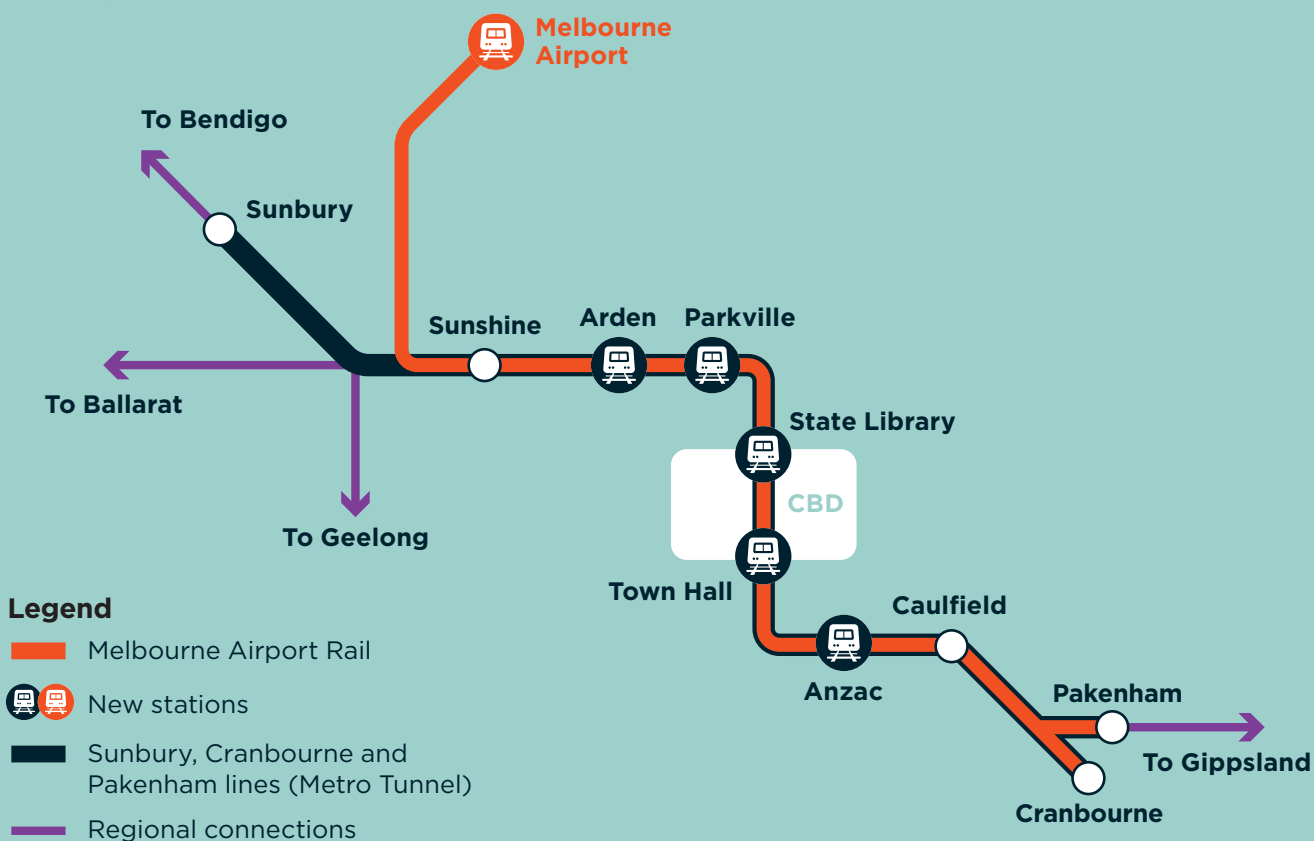 Melbourne
Airport
To Bendigo
Sunbury
Sunshine
Arden
Parkville
To Ballarat
State Library
CBD
To Geelong
Town Hall
Caulfield
Anzac
Pakenham
To Gippsland
Cranbourne
Legend
Melbourne Airport Rail
New stations
Sunbury, Cranbourne and
Pakenham lines (Metro Tunnel)
Regional connections